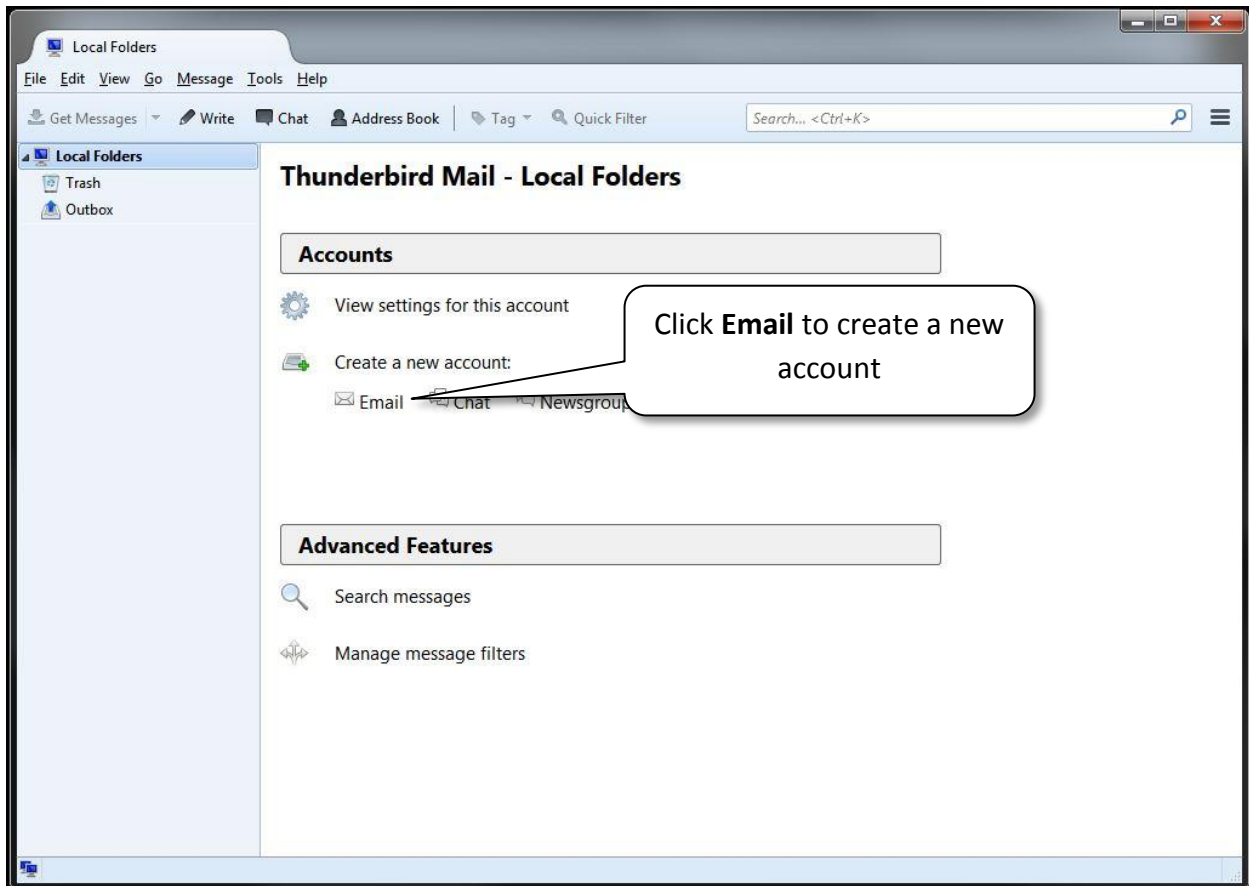 Local Folders
File Edit View Go Message Tools Help
Get Messages Write Chat Address Book Tag Quick Filter Search... <Ctrl+K>
Local Folders
Trash
Outbox
Thunderbird Mail - Local Folders
Accounts
View settings for this account
Click Email to create a new
account
Create a new account:
Email Chat Newsgroup
Advanced Features
Search messages
Manage message filters